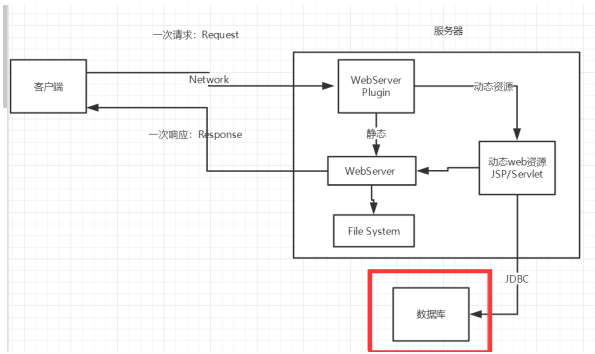 一次请求：Request
服务器
客户端
Network
WebServer
Plugin
动态资源
静态
一次响应：Response
WebServer
动态web资源
JSP/Servlet
File System
JDBC
数据库